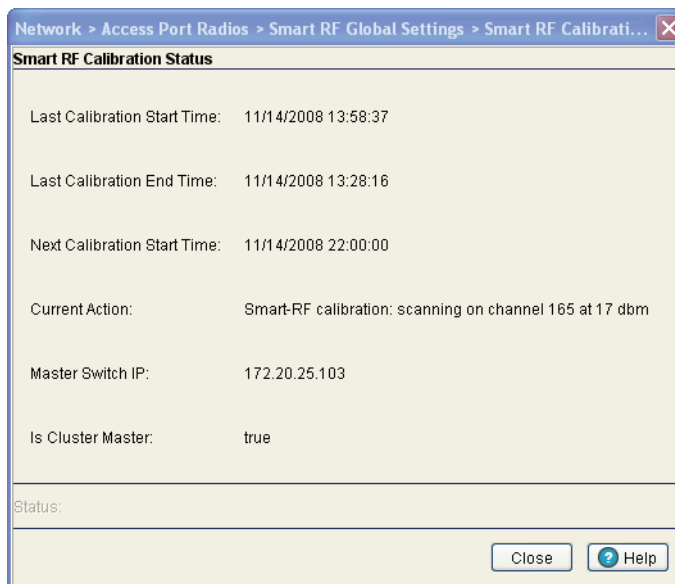 Network > Access Port Radios > Smart RF Global Settings > Smart RF Calibrati...
Smart RF Calibration Status
Last Calibration Start Time: 11/14/2008 13:58:37
Last Calibration End Time: 11/14/2008 13:28:16
Next Calibration Start Time: 11/14/2008 22:00:00
Current Action: Smart-RF calibration: scanning on channel 165 at 17 dbm
Master Switch IP: 172.20.25.103
Is Cluster Master: true
Status:
Close ? Help